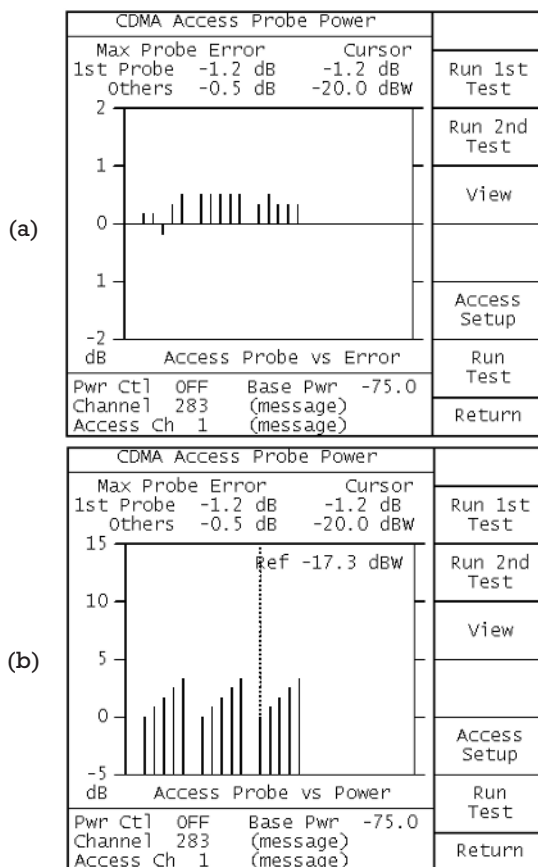 (a)
CDMA Access Probe Power
Max Probe Error Cursor
1st Probe -1.2 dB -1.2 dB
Others -0.5 dB -20.0 dBW
2
1
0
1
-2
dB Access Probe vs Error
Pwr Ctl OFF Base Pwr -75.0
Channel 283 (message)
Access Ch 1 (message)
Run 1st
Test
Run 2nd
Test
View
Access
Setup
Run
Test
Return
(b)
CDMA Access Probe Power
Max Probe Error Cursor
1st Probe -1.2 dB -1.2 dB
Others -0.5 dB -20.0 dBW
15
Ref -17.3 dBW
10
5
0
-5
dB Access Probe vs Power
Pwr Ctl OFF Base Pwr -75.0
Channel 283 (message)
Access Ch 1 (message)
Run 1st
Test
Run 2nd
Test
View
Access
Setup
Run
Test
Return